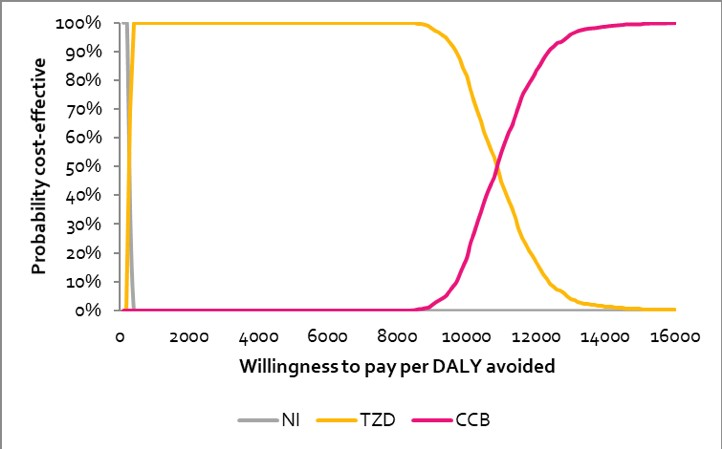 100%
90%
80%
70%
60%
50%
40%
30%
20%
10%
0%
Probability cost-effective
0 2000 4000 6000 8000 10000 12000 14000 16000
Willingness to pay per DALY avoided
NI TZD CCB